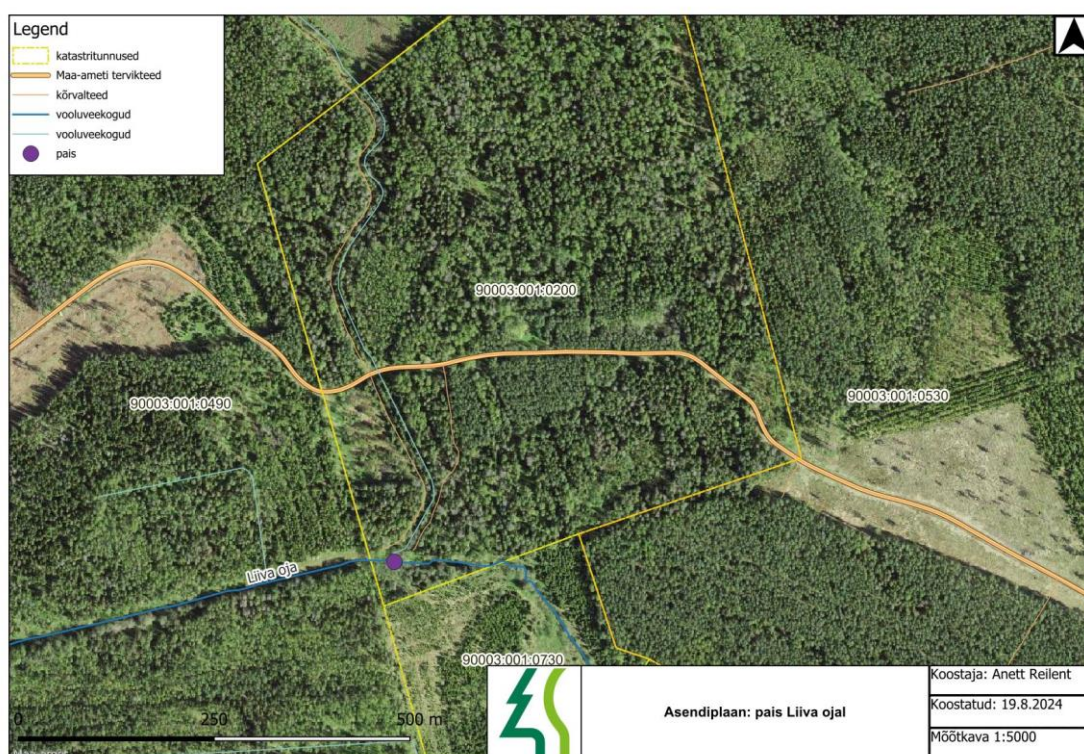 Legend
katastritunnused
Maa-ameti tervikteed
kõrvalteed
vooluveekogud
vooluveekogud
pais
90003:001:0200
90003:001:0490
90003:001:0530
Liiva oja
90003:001:0730
0
250
500 m
Asendiplaan: pais Liiva ojal
Koostaja: Anett Reilent
Koostatud: 19.8.2024
Mõõtkava 1:5000